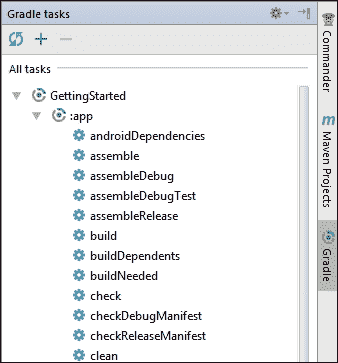 Gradle tasks
All tasks
GettingStarted
:app
androidDependencies
assemble
assembleDebug
assembleDebugTest
assembleRelease
build
buildDependents
buildNeeded
check
checkDebugManifest
checkReleaseManifest
clean
Commander
m Maven Projects
Gradle